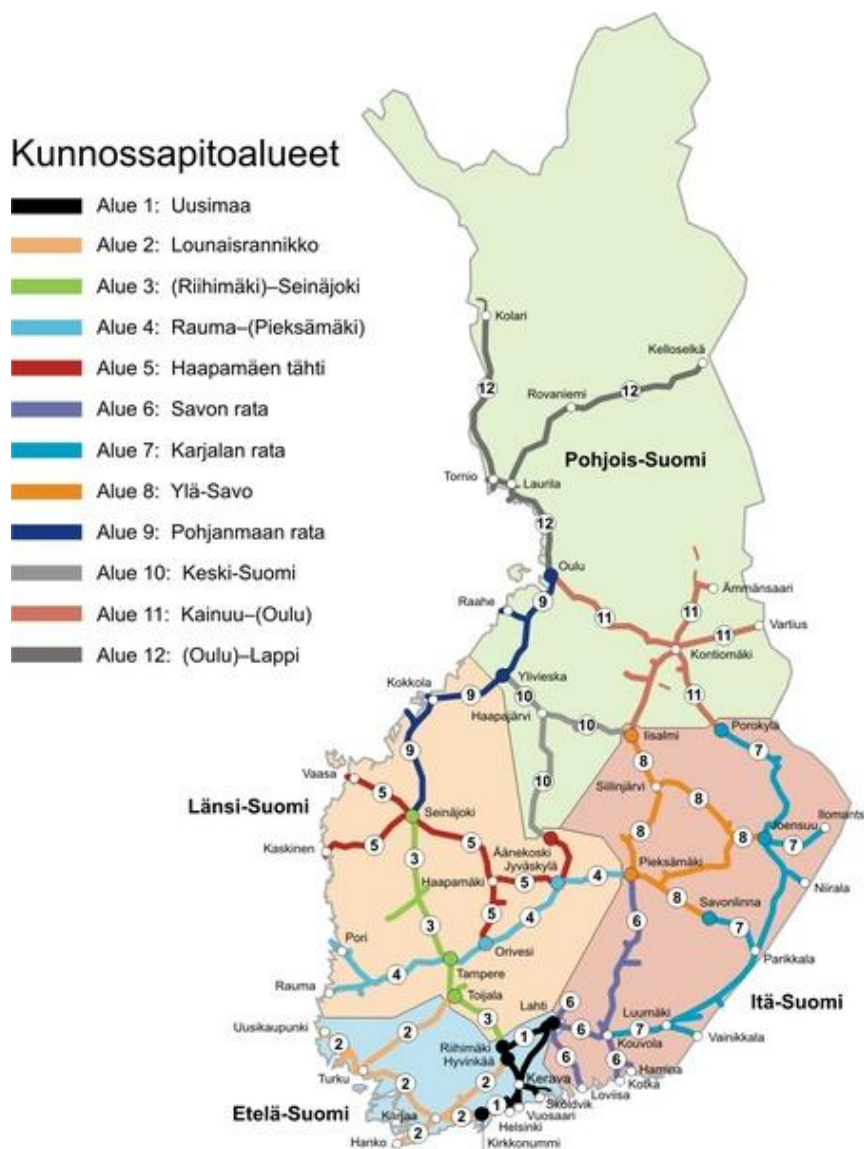 Kunnossapitoalueet
Alue 1: Uusimaa
Alue 2: Lounaisrannikko
Alue 3: (Riihimäki)–Seinäjoki
Alue 4: Rauma–(Pieksämäki)
Alue 5: Haapamäen tähti
Alue 6: Savon rata
Alue 7: Karjalan rata
Alue 8: Ylä-Savo
Alue 9: Pohjanmaan rata
Alue 10: Keski-Suomi
Alue 11: Kainuu–(Oulu)
Alue 12: (Oulu)–Lappi
Kolari
Kelloselkä
12
12
Rovaniemi
Pohjois-Suomi
Tornio
Laurila
12
Oulu
Raahe
9
11
11
Ämmänsaari
11
Vartius
Kontiomäki
Ylivieska
11
Kokkola
9
10
Haapajärvi
10
Iisalmi
Porokylä
7
9
8
Vaasa
5
10
Siilinjärvi
8
Länsi-Suomi
Seinäjoki
Ilomants
Kaskinen
5
5
8
8
Joensuu
7
3
Äänekoski
Jyväskylä
Pieksämäki
Haapamäki
5
4
Niirala
8
Savonlinna
5
4
6
7
3
Pori
Orivesi
Parikkala
4
Tampere
Rauma
Toijala
Itä-Suomi
Lahti
6
Luumäki
Uusikaupunki
2
3
1
6
7
Vainikkala
2
Riihimäki
Kouvola
Hyvinkää
6
6
Hamina
Turku
2
2
Kerava
Kotka
Loviisa
Sköldvik
Etelä-Suomi
Karjaa
2
1
Vuosaari
Helsinki
Hanko
2
Kirkkonummi